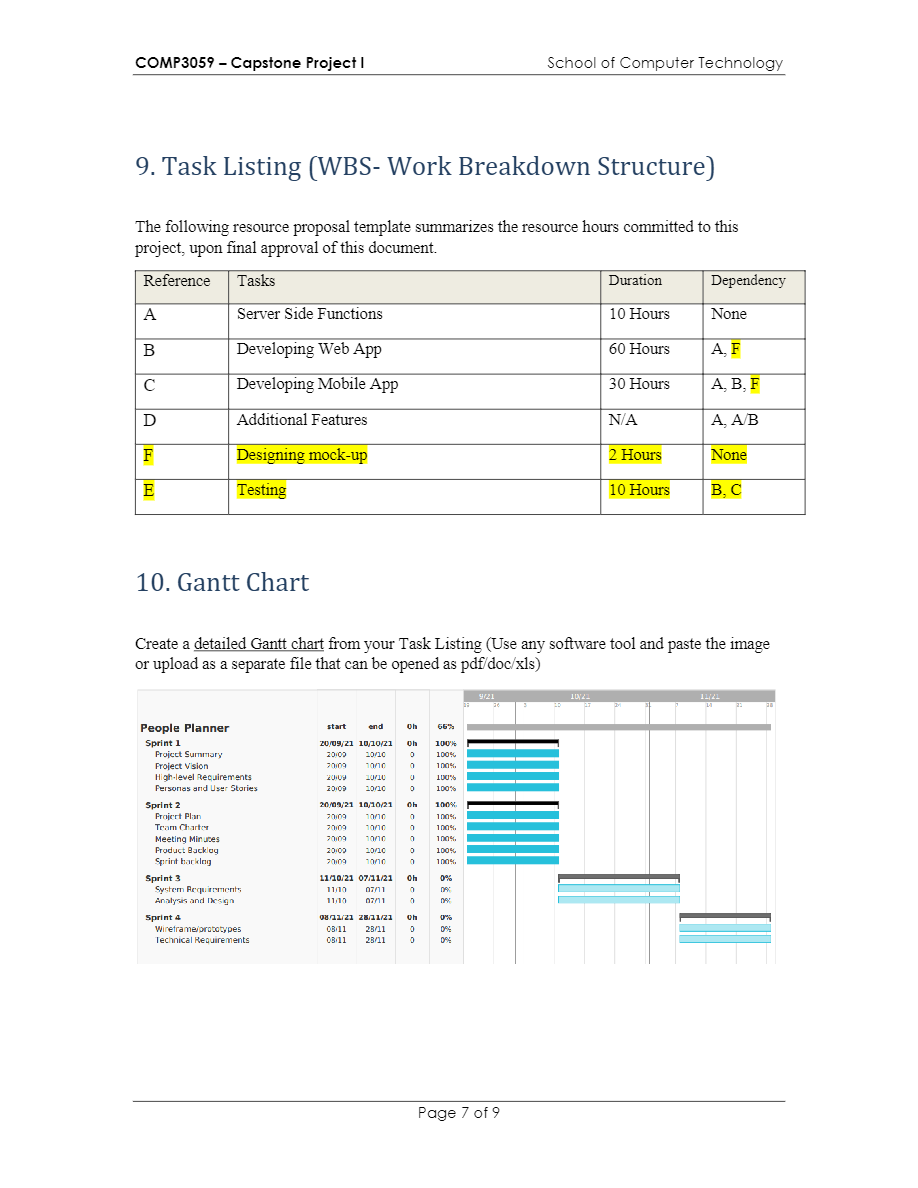 COMP3059 – Capstone Project I School of Computer Technology
9. Task Listing (WBS- Work Breakdown Structure)
The following resource proposal template summarizes the resource hours committed to this
project, upon final approval of this document.
Reference Tasks Duration Dependency
A Server Side Functions 10 Hours None
B Developing Web App 60 Hours A, F
C Developing Mobile App 30 Hours A, B, F
D Additional Features N/A A, A/B
F Designing mock-up 2 Hours None
E Testing 10 Hours B, C
10. Gantt Chart
Create a detailed Gantt chart from your Task Listing (Use any software tool and paste the image
or upload as a separate file that can be opened as pdf/doc/xls)
9/21 10/21 11/21
10 17 24 31 7 14 21 28
People Planner start end 0h 66%
Sprint 1 20/09/21 10/10/21 0h 100%
Project Summary 20/09 10/10 0 100%
Project Vision 20/09 10/10 0 100%
High-level Requirements 20/09 10/10 0 100%
Personas and User Stories 20/09 10/10 0 100%
Sprint 2 20/09/21 10/10/21 0h 100%
Project Plan 20/09 10/10 0 100%
Team Charter 20/09 10/10 0 100%
Meeting Minutes 20/09 10/10 0 100%
Product Backlog 20/09 10/10 0 100%
Sprint backlog 20/09 10/10 0 100%
Sprint 3 11/10/21 07/11/21 0h 0%
System Requirements 11/10 07/11 0 0%
Analysis and Design 11/10 07/11 0 0%
Sprint 4 08/11/21 28/11/21 0h 0%
Wireframe/prototypes 08/11 28/11 0 0%
Technical Requirements 08/11 28/11 0 0%
Page 7 of 9